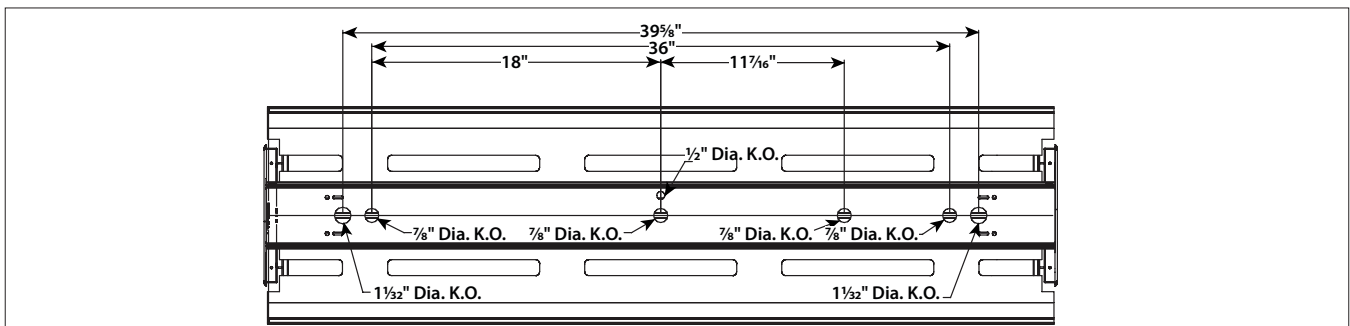 39⅝"
36"
18" 11⁷⁄₁₆"
½" Dia. K.O.
⅞" Dia. K.O. ⅞" Dia. K.O. ⅞" Dia. K.O. ⅞" Dia. K.O.
1¹⁄₃₂" Dia. K.O. 1¹⁄₃₂" Dia. K.O.